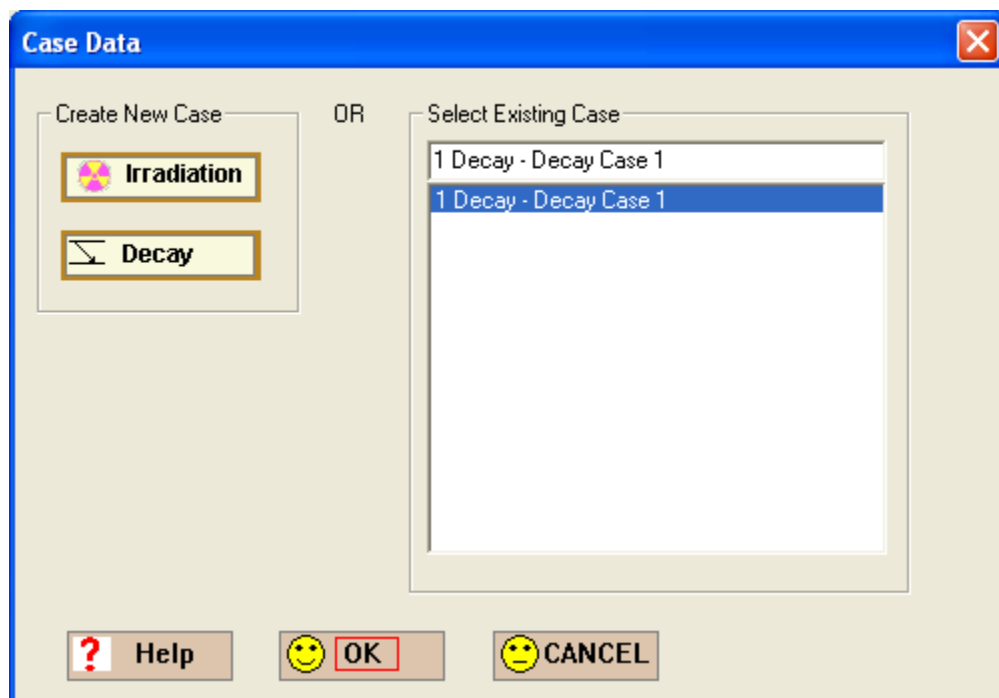 Case Data
Create New Case
OR
Select Existing Case
Irradiation
Decay
1 Decay - Decay Case 1
1 Decay - Decay Case 1
? Help
OK
CANCEL